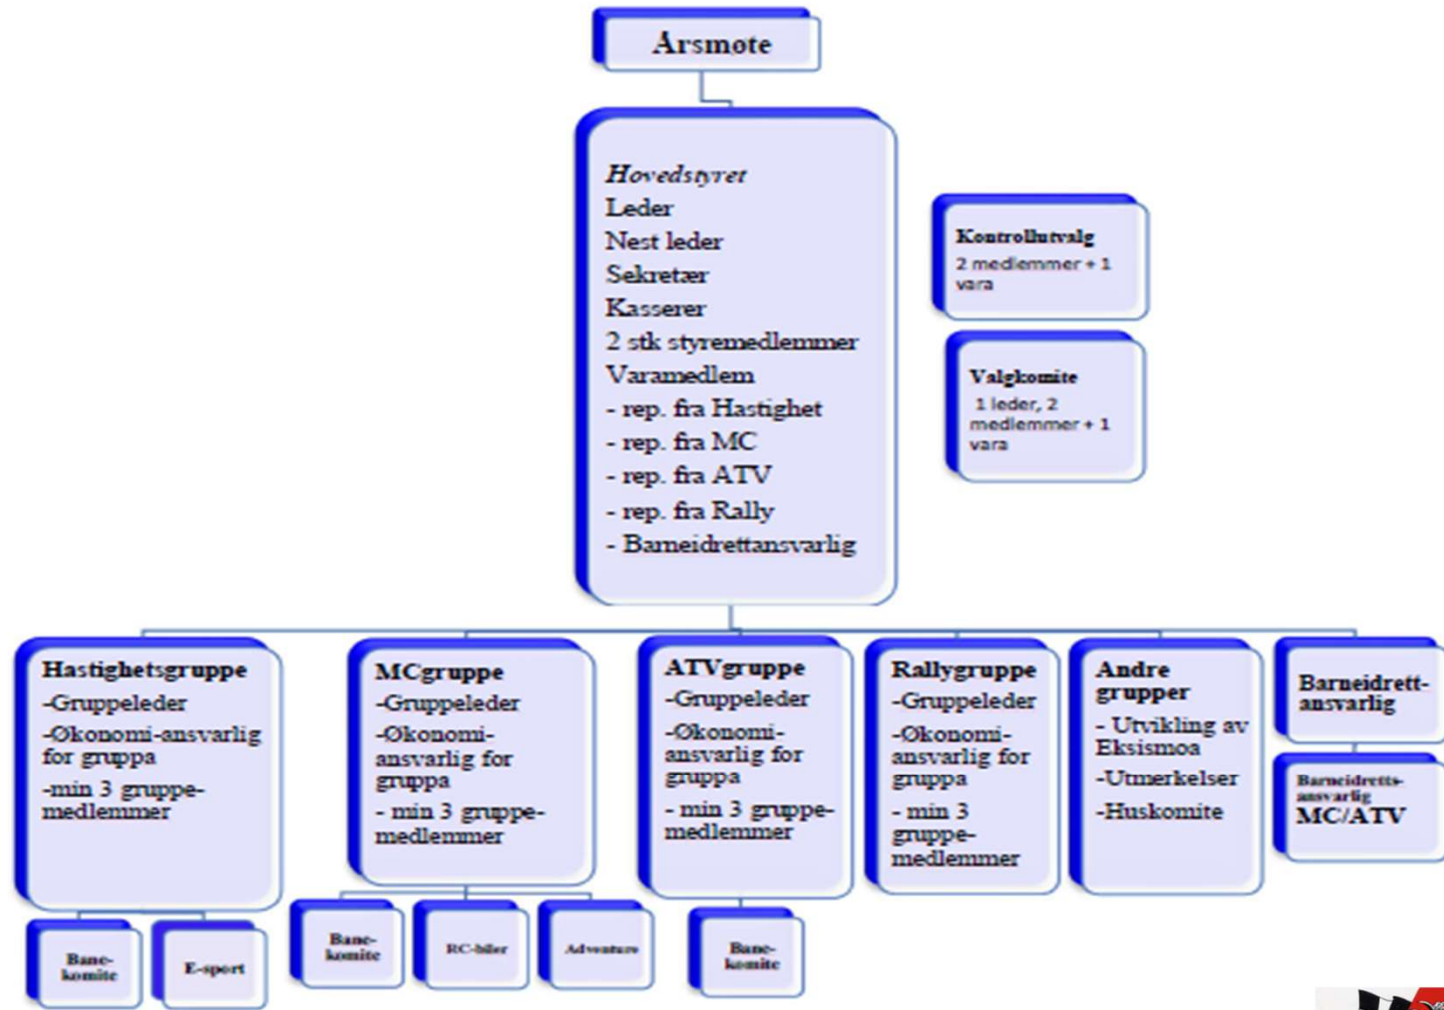 Årsmøte
Hovedstyret
Leder
Nest leder
Sekretær
Kasserer
2 stk styremedlemmer
Varamedlem
- rep. fra Hastighet
- rep. fra MC
- rep. fra ATV
- rep. fra Rally
- Barneidrettansvarlig
Kontrollutvalg
2 medlemmer + 1
vara
Valgkomite
1 leder, 2
medlemmer + 1
vara
Hastighetsgruppe
-Gruppeleder
-Økonomi-ansvarlig
for gruppa
-min 3 gruppe-
medlemmer
Bane-
komite
E-sport
MCgruppe
-Gruppeleder
-Økonomi-
ansvarlig for
gruppa
- min 3 gruppe-
medlemmer
Bane-
komite
RC-biler
Adventure
ATVgruppe
-Gruppeleder
-Økonomi-
ansvarlig for
gruppa
- min 3 gruppe-
medlemmer
Bane-
komite
Rallygruppe
-Gruppeleder
-Økonomi-
ansvarlig for
gruppa
- min 3
gruppe-
medlemmer
Andre
grupper
- Utvikling av
Eksismoa
-Utmerkelser
-Huskomite
Barneidrett-
ansvarlig
Barneidretts-
ansvarlig
MC/ATV